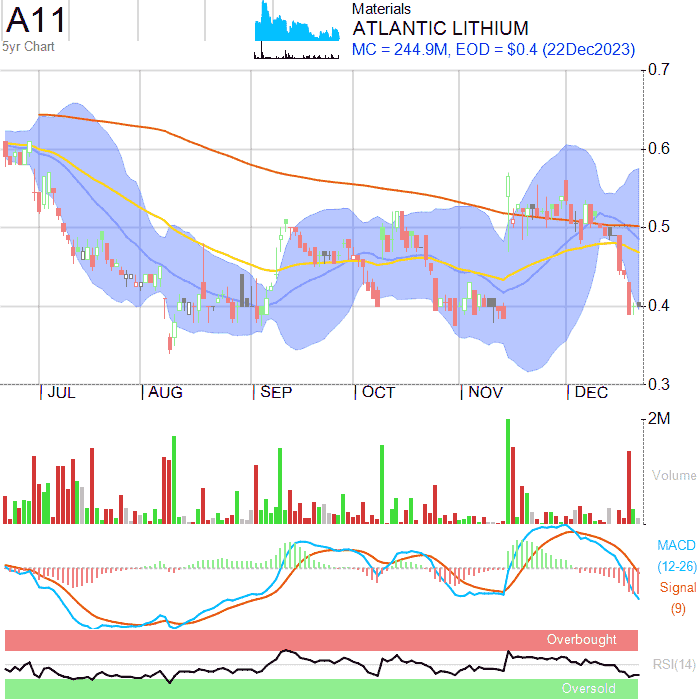 A11
5yr Chart
Materials
ATLANTIC LITHIUM
MC = 244.9M, EOD = $0.4 (22Dec2023)
0.7
0.6
0.5
0.4
0.3
JUL AUG SEP OCT NOV DEC
2M
Volume
MACD
(12-26)
Signal
(9)
Overbought
RSI(14)
Oversold